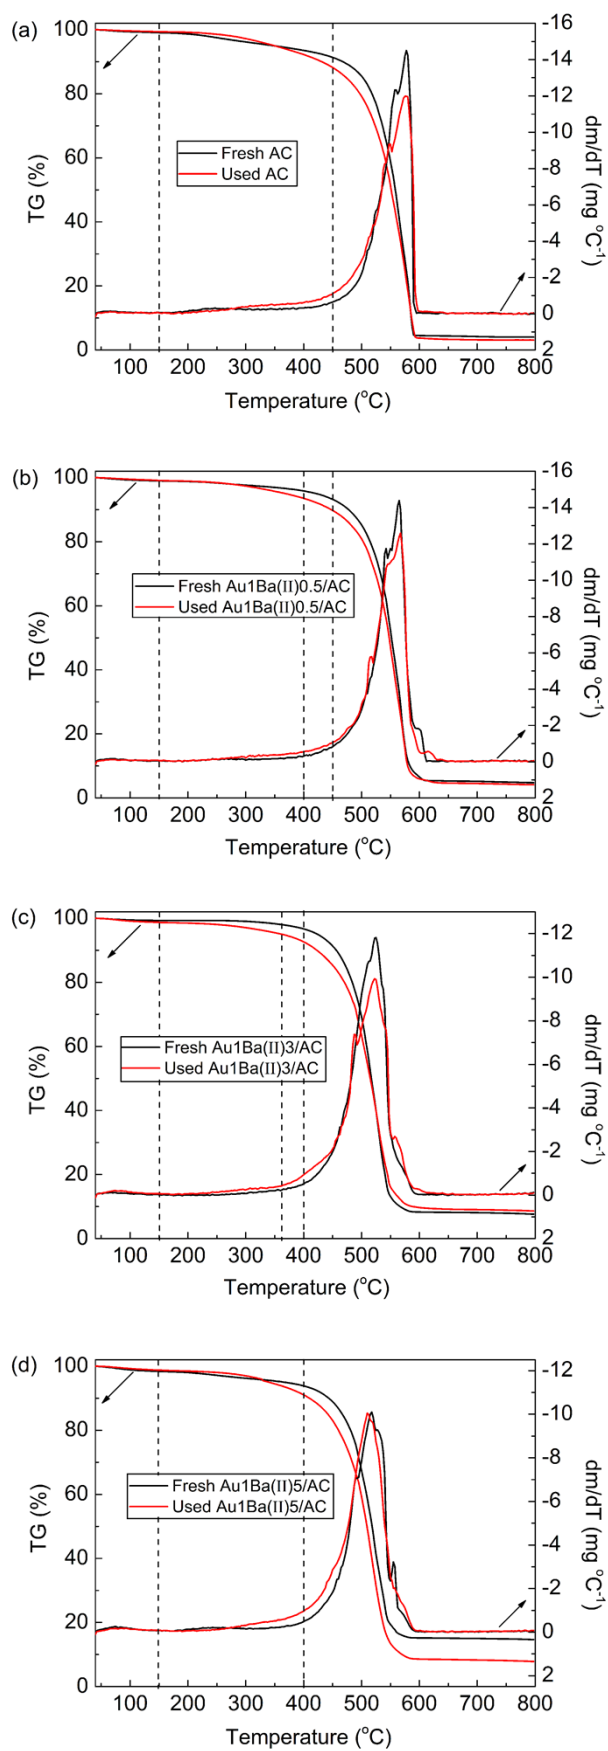 (a)
100
80
60
40
20
0
TG (%)
Fresh AC
Used AC
-16
-14
-12
-10
-8
-6
-4
-2
0
2
dm/dT (mg °C⁻¹)
100 200 300 400 500 600 700 800
Temperature (°C)
(b)
100
80
60
40
20
0
TG (%)
Fresh Au1Ba(II)0.5/AC
Used Au1Ba(II)0.5/AC
-16
-14
-12
-10
-8
-6
-4
-2
0
2
dm/dT (mg °C⁻¹)
100 200 300 400 500 600 700 800
Temperature (°C)
(c)
100
80
60
40
20
0
TG (%)
Fresh Au1Ba(II)3/AC
Used Au1Ba(II)3/AC
-12
-10
-8
-6
-4
-2
0
2
dm/dT (mg °C⁻¹)
100 200 300 400 500 600 700 800
Temperature (°C)
(d)
100
80
60
40
20
0
TG (%)
Fresh Au1Ba(II)5/AC
Used Au1Ba(II)5/AC
-12
-10
-8
-6
-4
-2
0
2
dm/dT (mg °C⁻¹)
100 200 300 400 500 600 700 800
Temperature (°C)